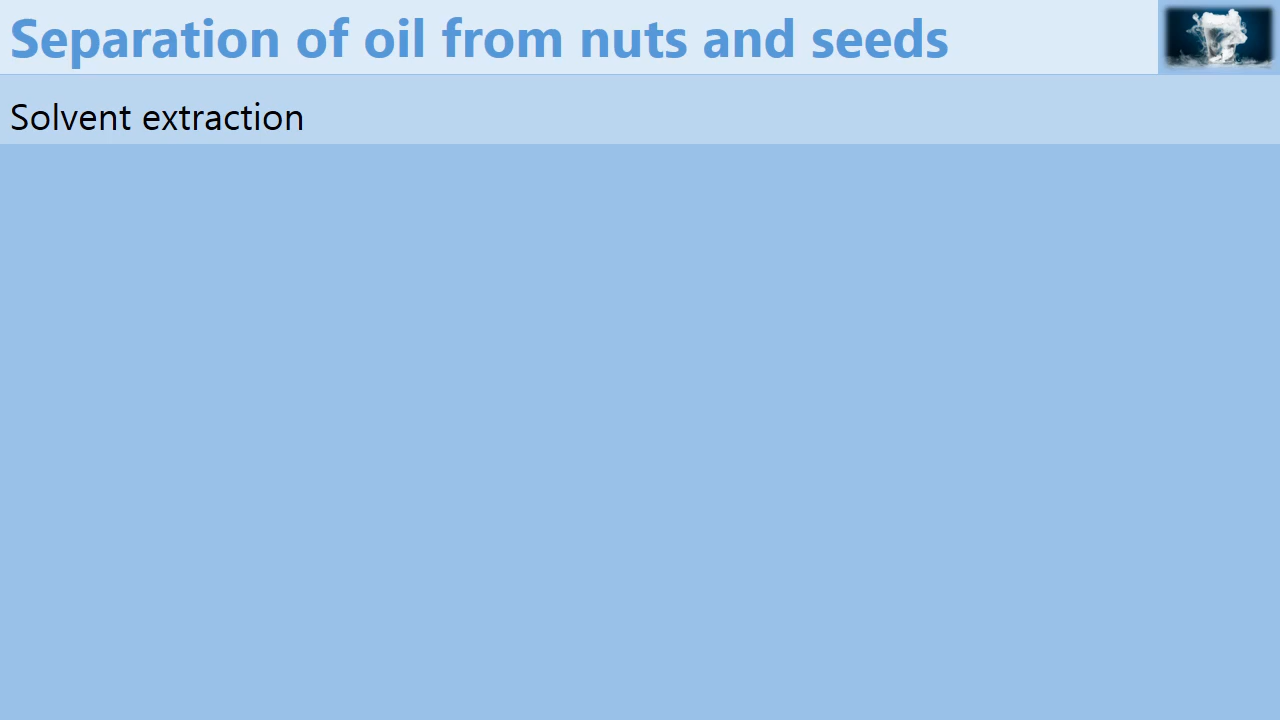 Separation of oil from nuts and seeds
Solvent extraction